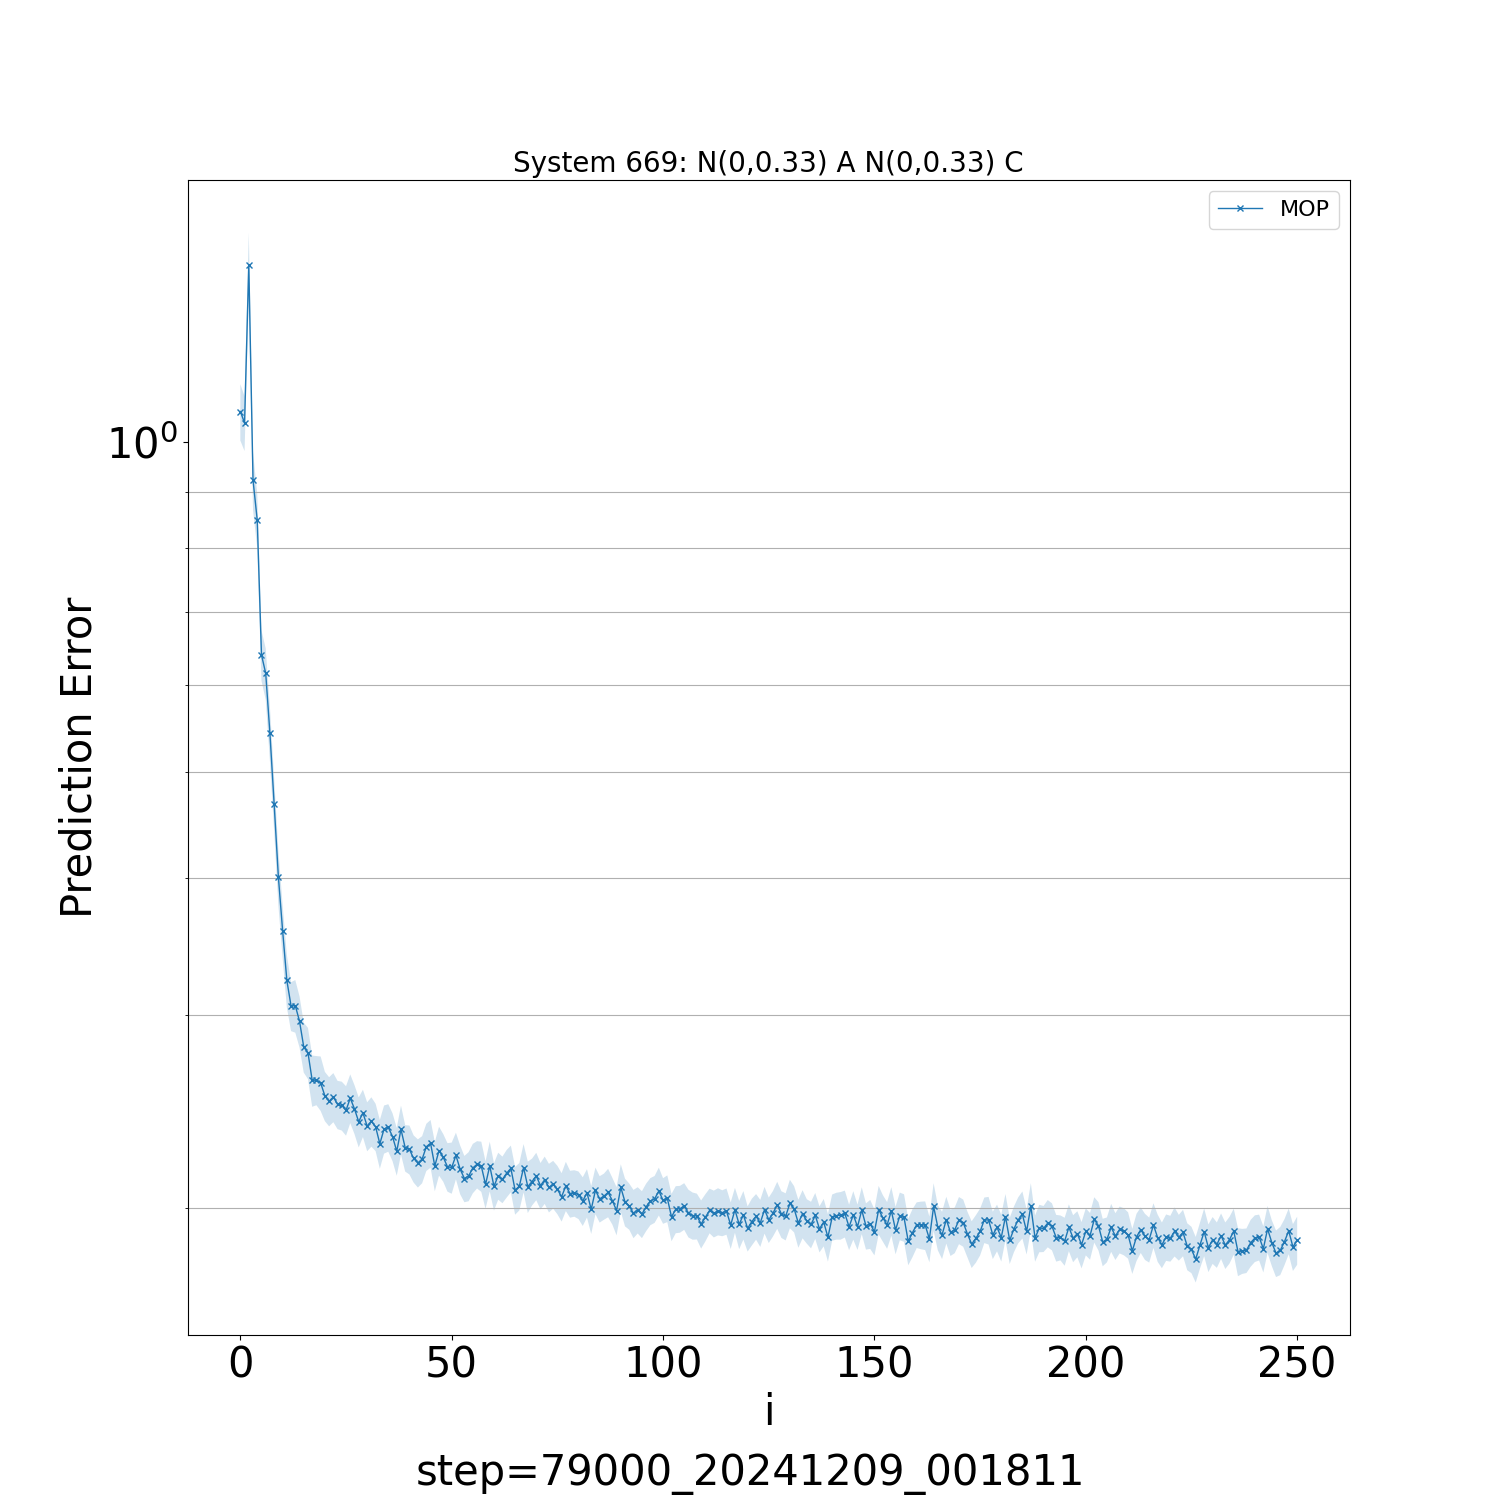 System 669: N(0,0.33) A N(0,0.33) C
MOP
10⁰
Prediction Error
0 50 100 150 200 250
i
step=79000_20241209_001811